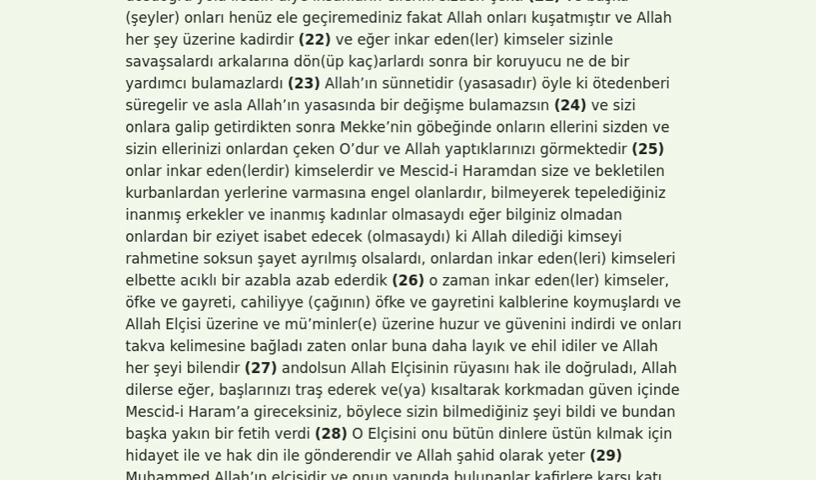 (şeyler) onları henüz ele geçiremediniz fakat Allah onları kuşatmıştır ve Allah
her şey üzerine kadirdir (22) ve eğer inkar eden(ler) kimseler sizinle
savaşsalardı arkalarına dön(üp kaç)arlardı sonra bir koruyucu ne de bir
yardımcı bulamazlardı (23) Allah’ın sünnetidir (yasasadır) öyle ki ötedenberi
süregelir ve asla Allah’ın yasasında bir değişme bulamazsın (24) ve sizi
onlara galip getirdikten sonra Mekke’nin göbeğinde onların ellerini sizden ve
sizin ellerinizi onlardan çeken O’dur ve Allah yaptıklarınızı görmektedir (25)
onlar inkar eden(lerdir) kimselerdir ve Mescid-i Haramdan size ve bekletilen
kurbanlardan yerlerine varmasına engel olanlardır, bilmeyerek tepelediğiniz
inanmış erkekler ve inanmış kadınlar olmasaydı eğer bilginiz olmadan
onlardan bir eziyet isabet edecek (olmasaydı) ki Allah dilediği kimseyi
rahmetine soksun şayet ayrılmış olsalardı, onlardan inkar eden(leri) kimseleri
elbette acıklı bir azabla azab ederdik (26) o zaman inkar eden(ler) kimseler,
öfke ve gayreti, cahiliyye (çağının) öfke ve gayretini kalblerine koymuşlardı ve
Allah Elçisi üzerine ve mü’minler(e) üzerine huzur ve güvenini indirdi ve onları
takva kelimesine bağladı zaten onlar buna daha layık ve ehil idiler ve Allah
her şeyi bilendir (27) andolsun Allah Elçisinin rüyasını hak ile doğruladı, Allah
dilerse eğer, başlarınızı traş ederek ve(ya) kısaltarak korkmadan güven içinde
Mescid-i Haram’a gireceksiniz, böylece sizin bilmediğiniz şeyi bildi ve bundan
başka yakın bir fetih verdi (28) O Elçisini onu bütün dinlere üstün kılmak için
hidayet ile ve hak din ile gönderendir ve Allah şahid olarak yeter (29)
Muhammed Allah’ın elçisidir ve onun yanında bulunanlar kafirlere karşı katı